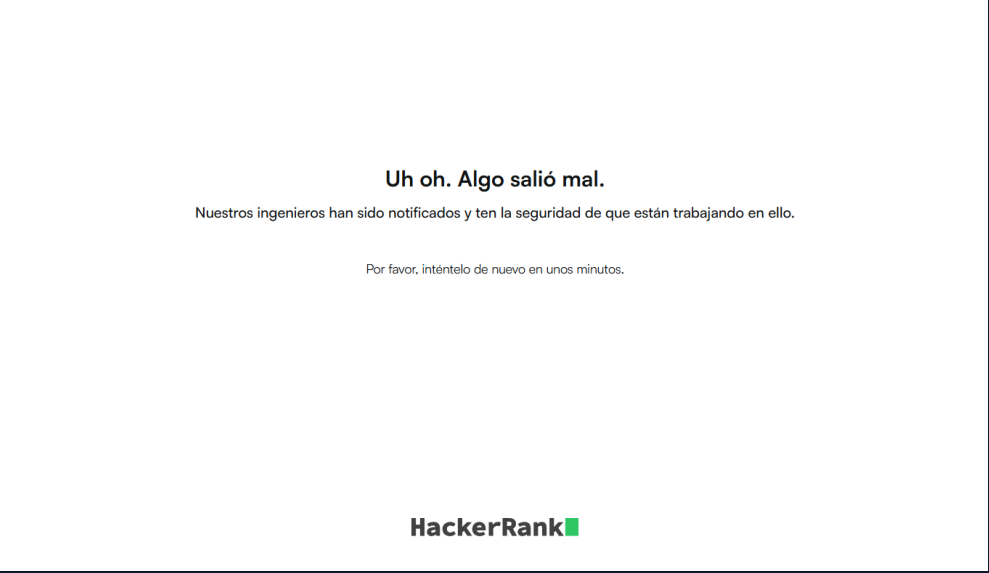 Uh oh. Algo salió mal.
Nuestros ingenieros han sido notificados y ten la seguridad de que están trabajando en ello.
Por favor, inténtelo de nuevo en unos minutos.
HackerRank